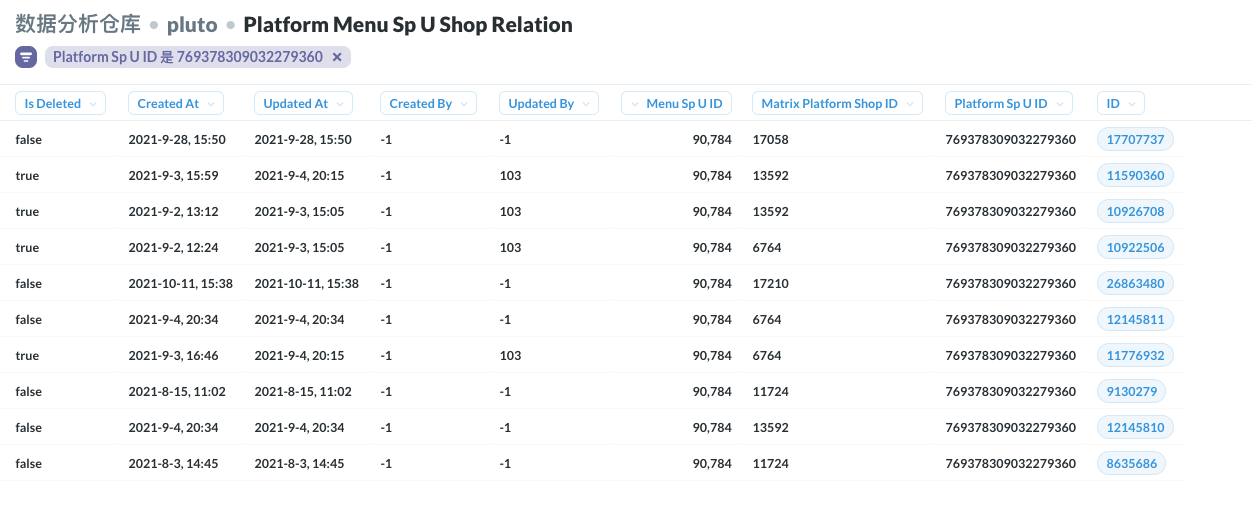 数据分析仓库 • pluto • Platform Menu Sp U Shop Relation
Platform Sp U ID 是 769378309032279360 ×
Is Deleted Created At Updated At Created By Updated By Menu Sp U ID Matrix Platform Shop ID Platform Sp U ID ID
false 2021-9-28, 15:50 2021-9-28, 15:50 -1 -1 90,784 17058 769378309032279360 17707737
true 2021-9-3, 15:59 2021-9-4, 20:15 -1 103 90,784 13592 769378309032279360 11590360
true 2021-9-2, 13:12 2021-9-3, 15:05 -1 103 90,784 13592 769378309032279360 10926708
true 2021-9-2, 12:24 2021-9-3, 15:05 -1 103 90,784 6764 769378309032279360 10922506
false 2021-10-11, 15:38 2021-10-11, 15:38 -1 -1 90,784 17210 769378309032279360 26863480
false 2021-9-4, 20:34 2021-9-4, 20:34 -1 -1 90,784 6764 769378309032279360 12145811
true 2021-9-3, 16:46 2021-9-4, 20:15 -1 103 90,784 6764 769378309032279360 11776932
false 2021-8-15, 11:02 2021-8-15, 11:02 -1 -1 90,784 11724 769378309032279360 9130279
false 2021-9-4, 20:34 2021-9-4, 20:34 -1 -1 90,784 13592 769378309032279360 12145810
false 2021-8-3, 14:45 2021-8-3, 14:45 -1 -1 90,784 11724 769378309032279360 8635686